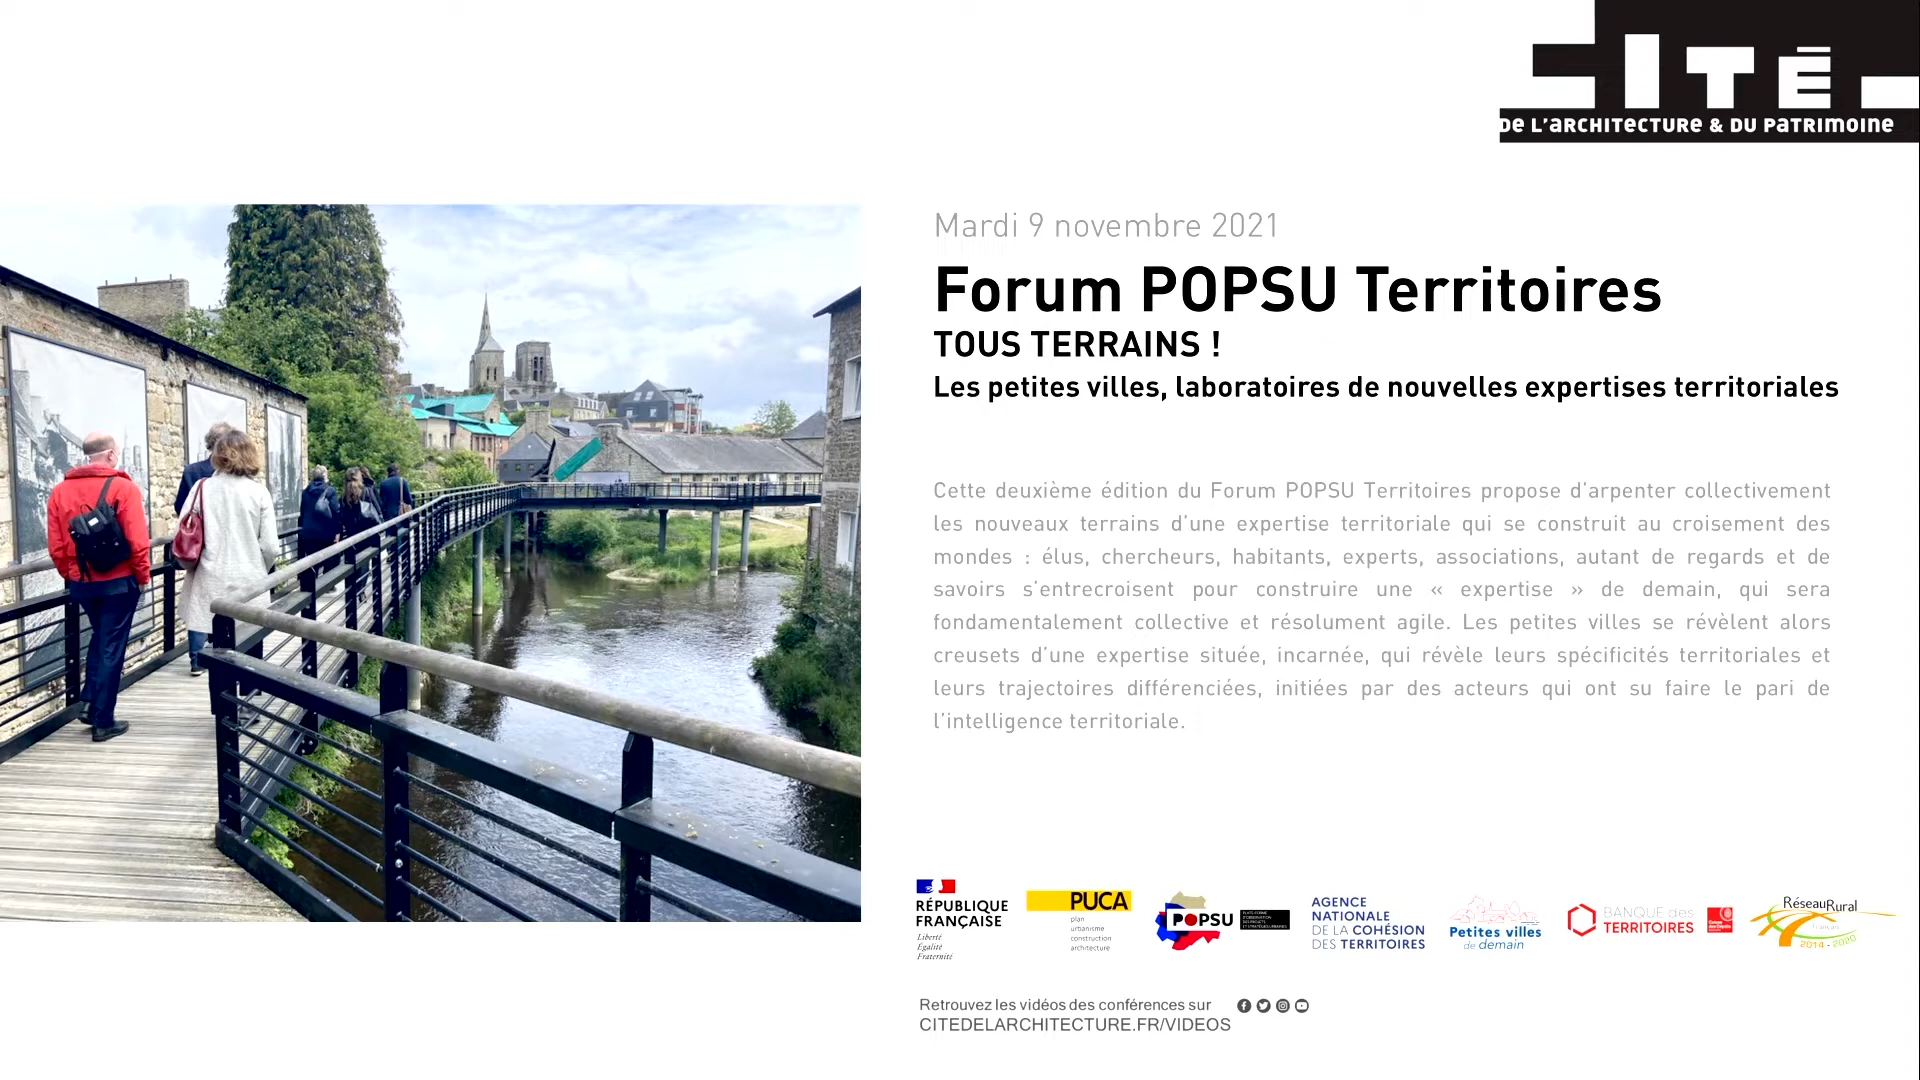 CITÉ
DE L'ARCHITECTURE & DU PATRIMOINE
Mardi 9 novembre 2021
Forum POPSU Territoires
TOUS TERRAINS !
Les petites villes, laboratoires de nouvelles expertises territoriales
Cette deuxième édition du Forum POPSU Territoires propose d'arpenter collectivement
les nouveaux terrains d'une expertise territoriale qui se construit au croisement des
mondes : élus, chercheurs, habitants, experts, associations, autant de regards et de
savoirs s'entrecroisent pour construire une « expertise » de demain, qui sera
fondamentalement collective et résolument agile. Les petites villes se révèlent alors
creusets d'une expertise située, incarnée, qui révèle leurs spécificités territoriales et
leurs trajectoires différenciées, initiées par des acteurs qui ont su faire le pari de
l'intelligence territoriale.
RÉPUBLIQUE
FRANÇAISE
Liberté
Égalité
Fraternité
PUCA
plan
urbanisme
construction
architecture
POPSU
AGENCE
NATIONALE
DE LA COHÉSION
DES TERRITOIRES
Petites villes
de demain
BANQUE des
TERRITOIRES
RéseauRural
2014 - 2020
Retrouvez les vidéos des conférences sur
CITEDELARCHITECTURE.FR/VIDEOS